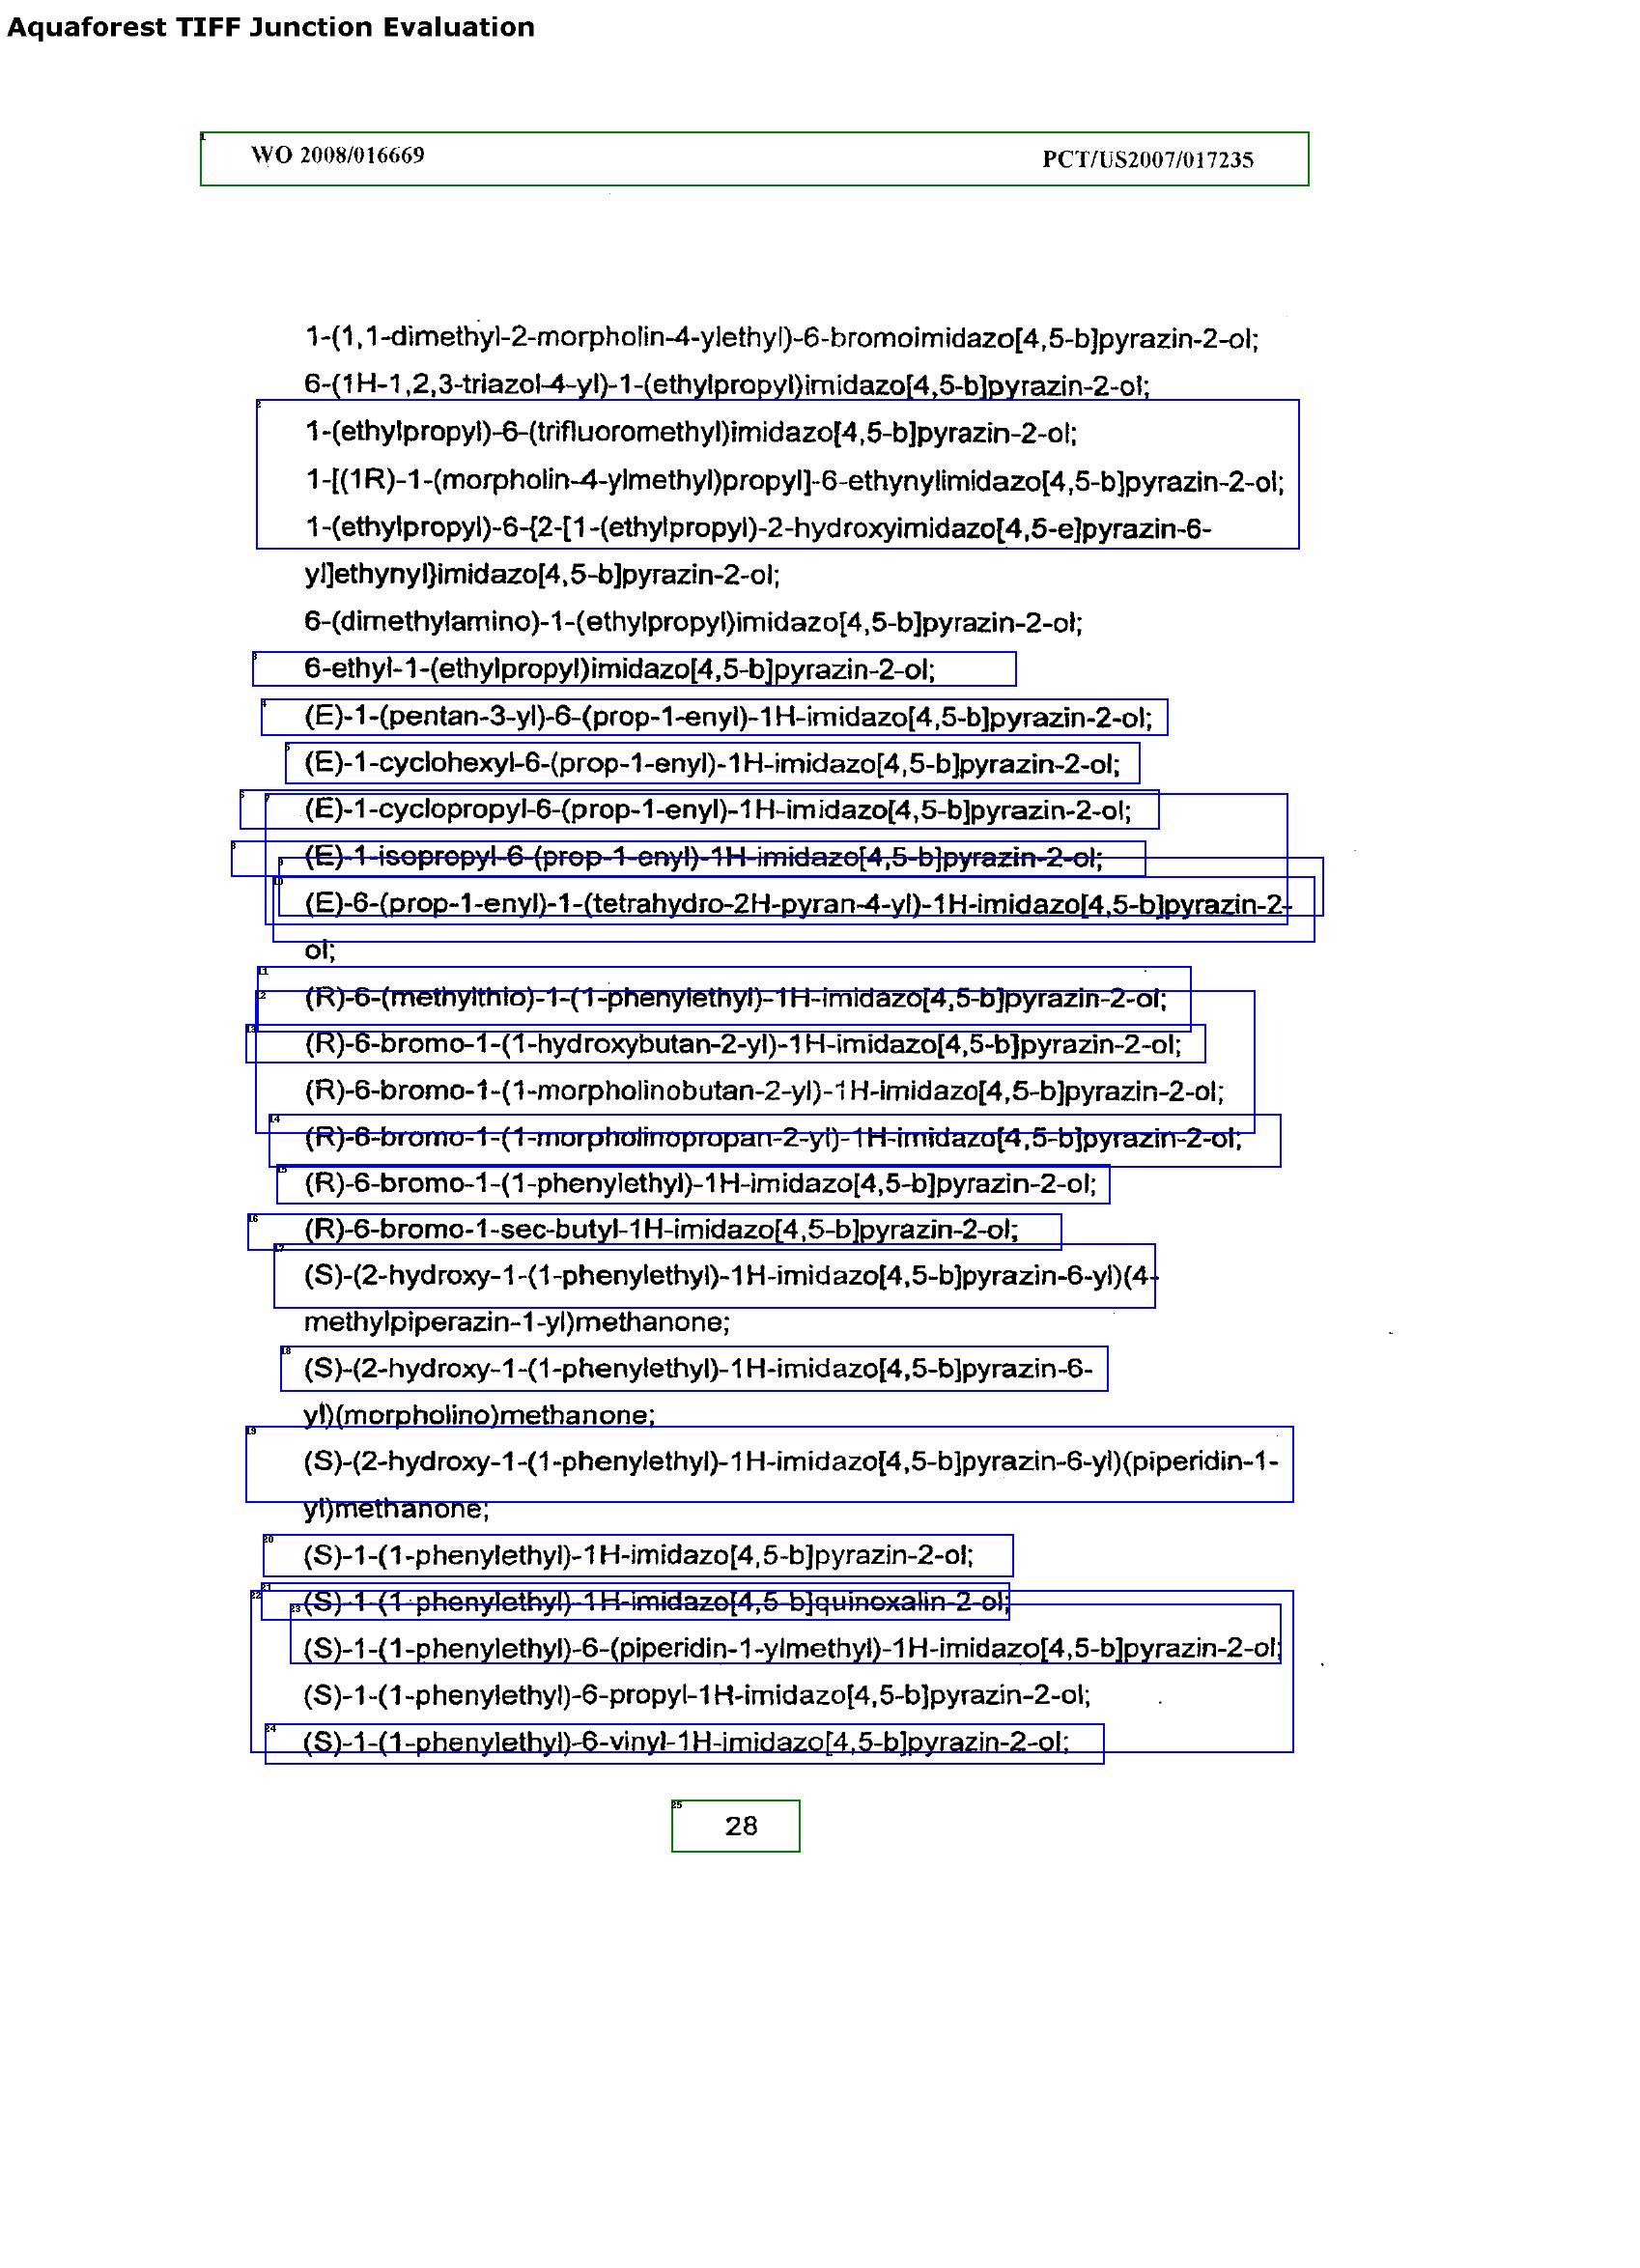 Aquaforest TIFF Junction Evaluation
WO 2008/016669 PCT/US2007/017235
1-(1,1-dimethyl-2-morpholin-4-ylethyl)-6-bromoimidazo[4,5-b]pyrazin-2-ol;
6-(1H-1,2,3-triazol-4-yl)-1-(ethylpropyl)imidazo[4,5-b]pyrazin-2-ol;
1-(ethylpropyl)-6-(trifluoromethyl)imidazo[4,5-b]pyrazin-2-ol;
1-[(1R)-1-(morpholin-4-ylmethyl)propyl]-6-ethynylimidazo[4,5-b]pyrazin-2-ol;
1-(ethylpropyl)-6-{2-[1-(ethylpropyl)-2-hydroxyimidazo[4,5-e]pyrazin-6-
yl]ethynyl}imidazo[4,5-b]pyrazin-2-ol;
6-(dimethylamino)-1-(ethylpropyl)imidazo[4,5-b]pyrazin-2-ol;
6-ethyl-1-(ethylpropyl)imidazo[4,5-b]pyrazin-2-ol;
(E)-1-(pentan-3-yl)-6-(prop-1-enyl)-1H-imidazo[4,5-b]pyrazin-2-ol;
(E)-1-cyclohexyl-6-(prop-1-enyl)-1H-imidazo[4,5-b]pyrazin-2-ol;
(E)-1-cyclopropyl-6-(prop-1-enyl)-1H-imidazo[4,5-b]pyrazin-2-ol;
(E)-1-isopropyl-6-(prop-1-enyl)-1H-imidazo[4,5-b]pyrazin-2-ol;
(E)-6-(prop-1-enyl)-1-(tetrahydro-2H-pyran-4-yl)-1H-imidazo[4,5-b]pyrazin-2-
ol;
(R)-6-(methylthio)-1-(1-phenylethyl)-1H-imidazo[4,5-b]pyrazin-2-ol;
(R)-6-bromo-1-(1-hydroxybutan-2-yl)-1H-imidazo[4,5-b]pyrazin-2-ol;
(R)-6-bromo-1-(1-morpholinobutan-2-yl)-1H-imidazo[4,5-b]pyrazin-2-ol;
(R)-6-bromo-1-(1-morpholinopropan-2-yl)-1H-imidazo[4,5-b]pyrazin-2-ol;
(R)-6-bromo-1-(1-phenylethyl)-1H-imidazo[4,5-b]pyrazin-2-ol;
(R)-6-bromo-1-sec-butyl-1H-imidazo[4,5-b]pyrazin-2-ol;
(S)-(2-hydroxy-1-(1-phenylethyl)-1H-imidazo[4,5-b]pyrazin-6-yl)(4-
methylpiperazin-1-yl)methanone;
(S)-(2-hydroxy-1-(1-phenylethyl)-1H-imidazo[4,5-b]pyrazin-6-
yl)(morpholino)methanone;
(S)-(2-hydroxy-1-(1-phenylethyl)-1H-imidazo[4,5-b]pyrazin-6-yl)(piperidin-1-
yl)methanone;
(S)-1-(1-phenylethyl)-1H-imidazo[4,5-b]pyrazin-2-ol;
(S)-1-(1-phenylethyl)-1H-imidazo[4,5-b]quinoxalin-2-ol;
(S)-1-(1-phenylethyl)-6-(piperidin-1-ylmethyl)-1H-imidazo[4,5-b]pyrazin-2-ol;
(S)-1-(1-phenylethyl)-6-propyl-1H-imidazo[4,5-b]pyrazin-2-ol;
(S)-1-(1-phenylethyl)-6-vinyl-1H-imidazo[4,5-b]pyrazin-2-ol;
28